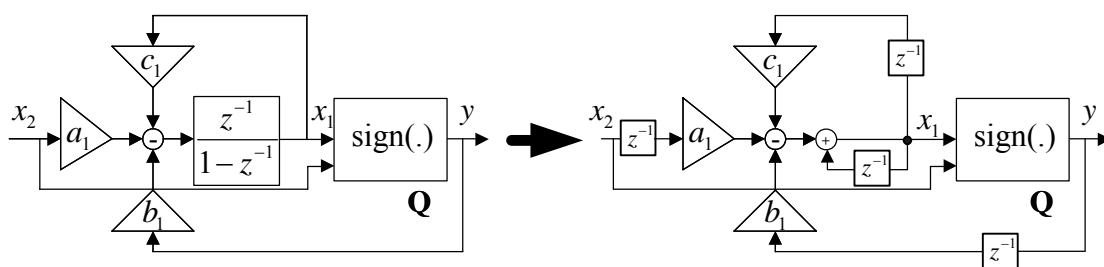 c₁
x₂
a₁
-
z⁻¹
1 − z⁻¹
x₁
sign(.)
y
Q
b₁
c₁
z⁻¹
x₂
z⁻¹
a₁
-
+
z⁻¹
x₁
sign(.)
y
Q
b₁
z⁻¹